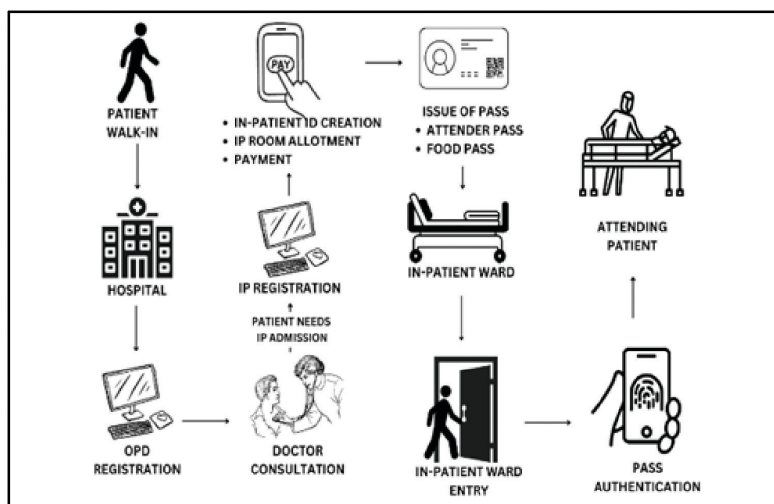 PATIENT
WALK-IN
HOSPITAL
OPD
REGISTRATION
DOCTOR
CONSULTATION
PATIENT NEEDS
IP ADMISSION
IP REGISTRATION
• IN-PATIENT ID CREATION
• IP ROOM ALLOTMENT
• PAYMENT
PAY
ISSUE OF PASS
• ATTENDER PASS
• FOOD PASS
IN-PATIENT WARD
IN-PATIENT WARD
ENTRY
PASS
AUTHENTICATION
ATTENDING
PATIENT